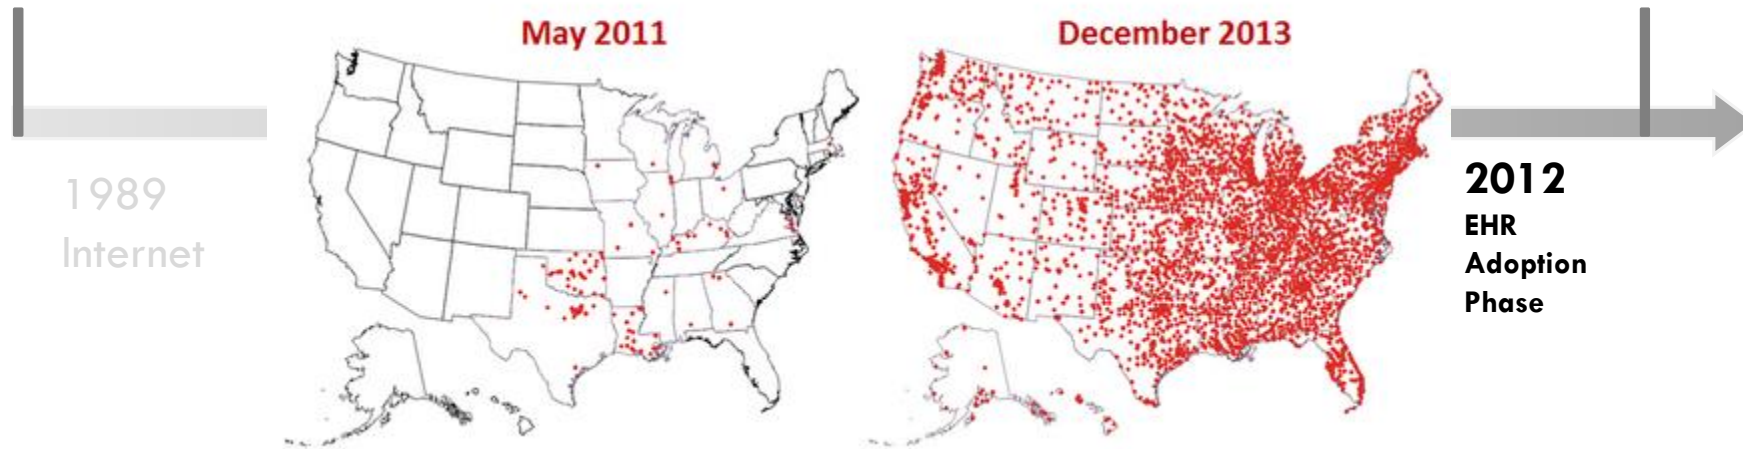 May 2011
December 2013
1989
Internet
2012
EHR
Adoption
Phase